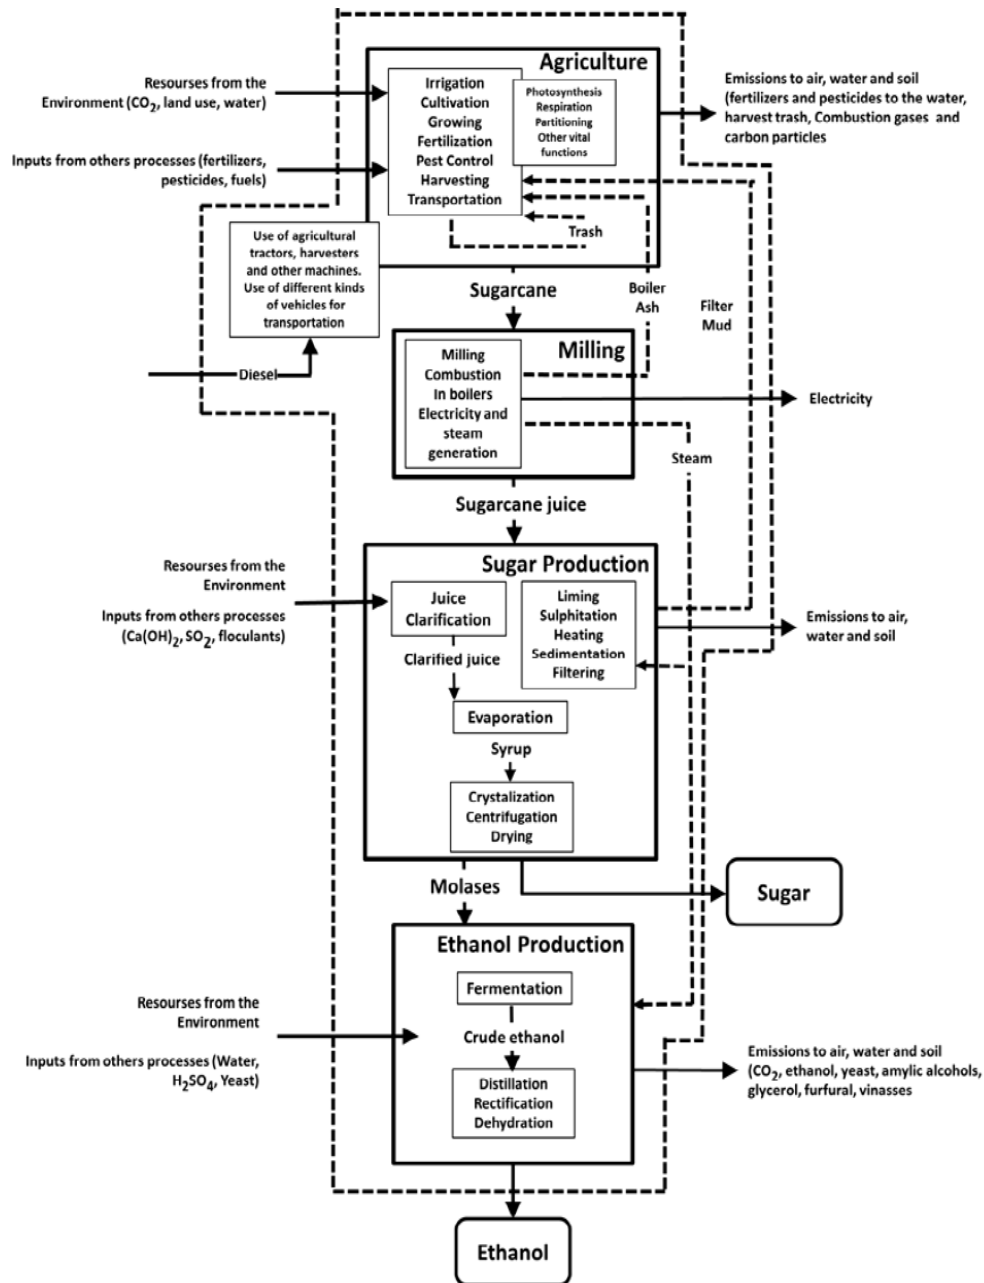 Agriculture
Resourses from the
Environment (CO2, land use, water)
Inputs from others processes (fertilizers,
pesticides, fuels)
Irrigation
Cultivation
Growing
Fertilization
Pest Control
Harvesting
Transportation
Photosynthesis
Respiration
Partitioning
Other vital
functions
Emissions to air, water and soil
(fertilizers and pesticides to the water,
harvest trash, Combustion gases and
carbon particles
Trash
Use of agricultural
tractors, harvesters
and other machines.
Use of different kinds
of vehicles for
transportation
Diesel
Sugarcane
Boiler
Ash
Filter
Mud
Milling
Milling
Combustion
In boilers
Electricity and
steam
generation
Electricity
Steam
Sugarcane juice
Sugar Production
Resourses from the
Environment
Inputs from others processes
(Ca(OH)2, SO2, floculants)
Juice
Clarification
Clarified juice
Liming
Sulphitation
Heating
Sedimentation
Filtering
Emissions to air,
water and soil
Evaporation
Syrup
Crystalization
Centrifugation
Drying
Molases
Sugar
Ethanol Production
Resourses from the
Environment
Inputs from others processes (Water,
H2SO4, Yeast)
Fermentation
Crude ethanol
Distillation
Rectification
Dehydration
Emissions to air, water and soil
(CO2, ethanol, yeast, amylic alcohols,
glycerol, furfural, vinasses
Ethanol